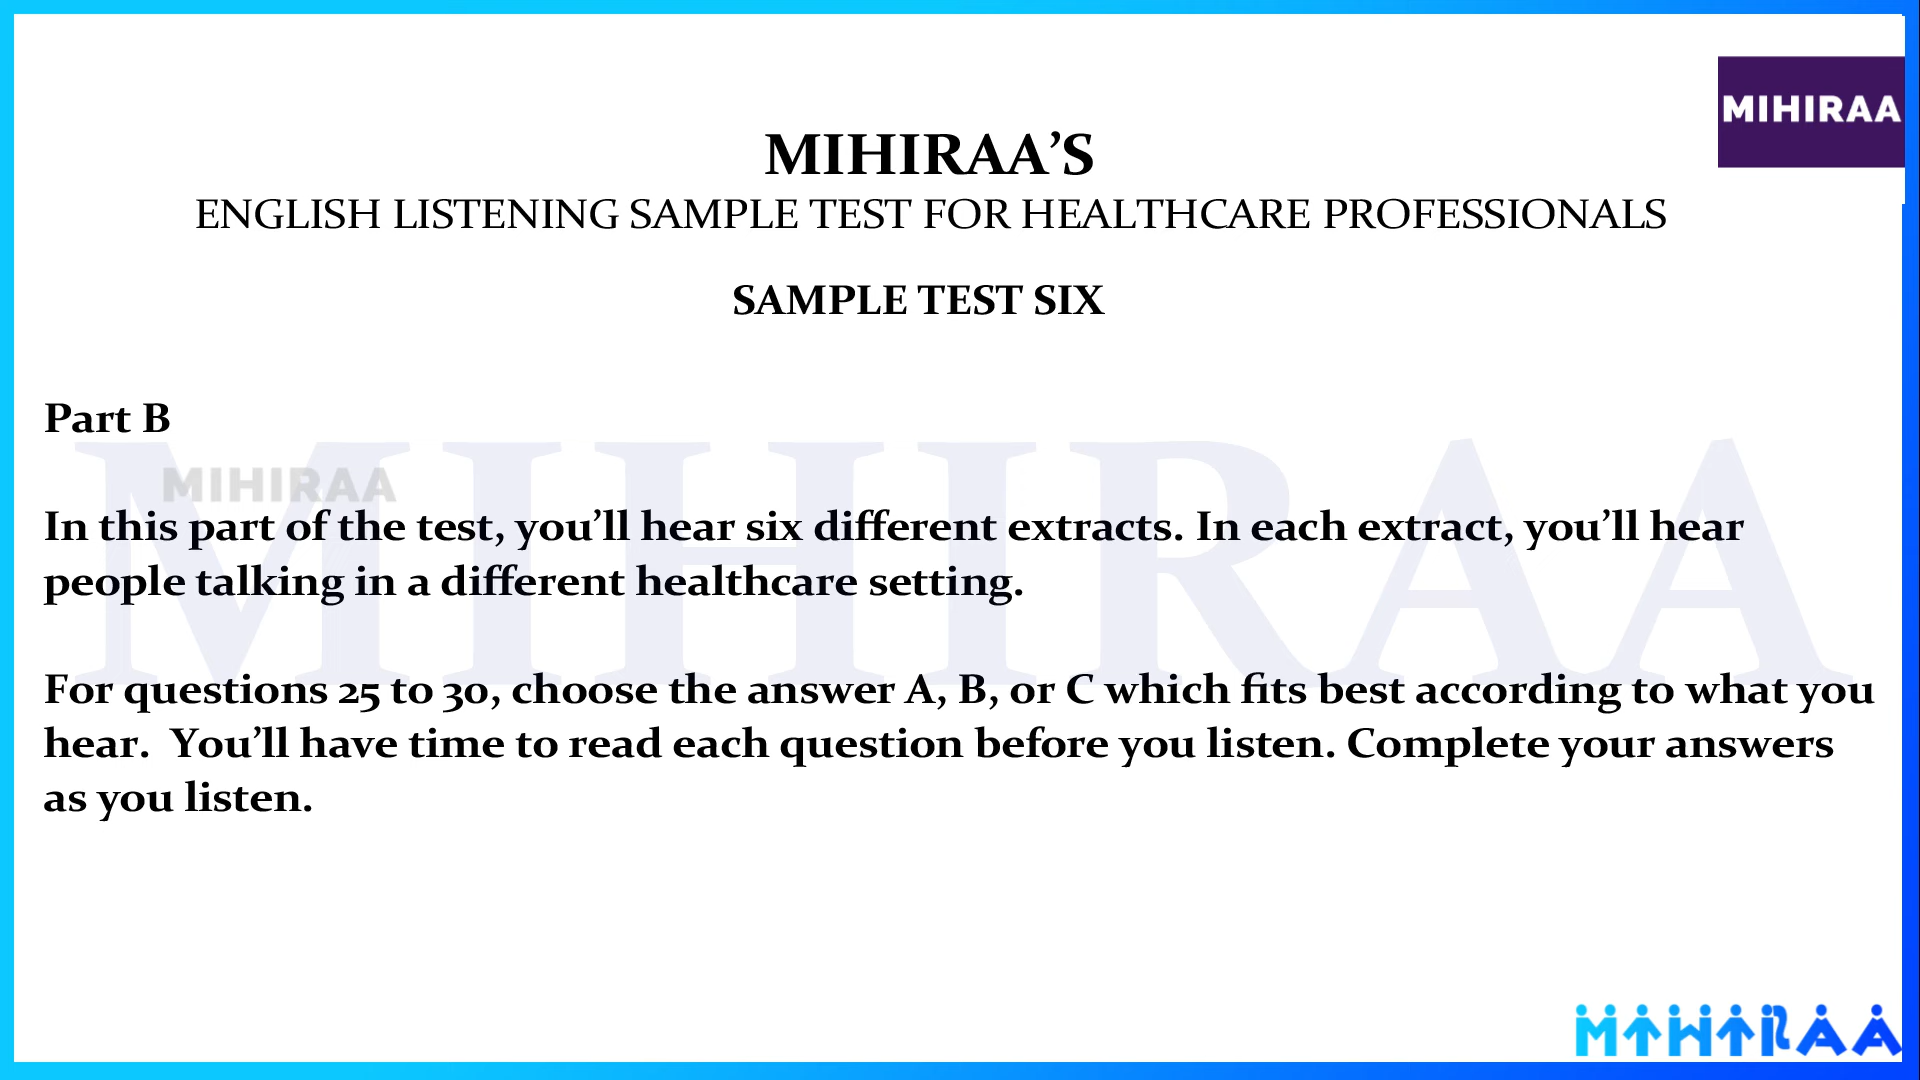 MIHIRAA
MIHIRAA’S
ENGLISH LISTENING SAMPLE TEST FOR HEALTHCARE PROFESSIONALS
SAMPLE TEST SIX
Part B
MIHIRAA
MIHIRAA
In this part of the test, you’ll hear six different extracts. In each extract, you’ll hear
people talking in a different healthcare setting.
For questions 25 to 30, choose the answer A, B, or C which fits best according to what you
hear.  You’ll have time to read each question before you listen. Complete your answers
as you listen.
MIHIRAA